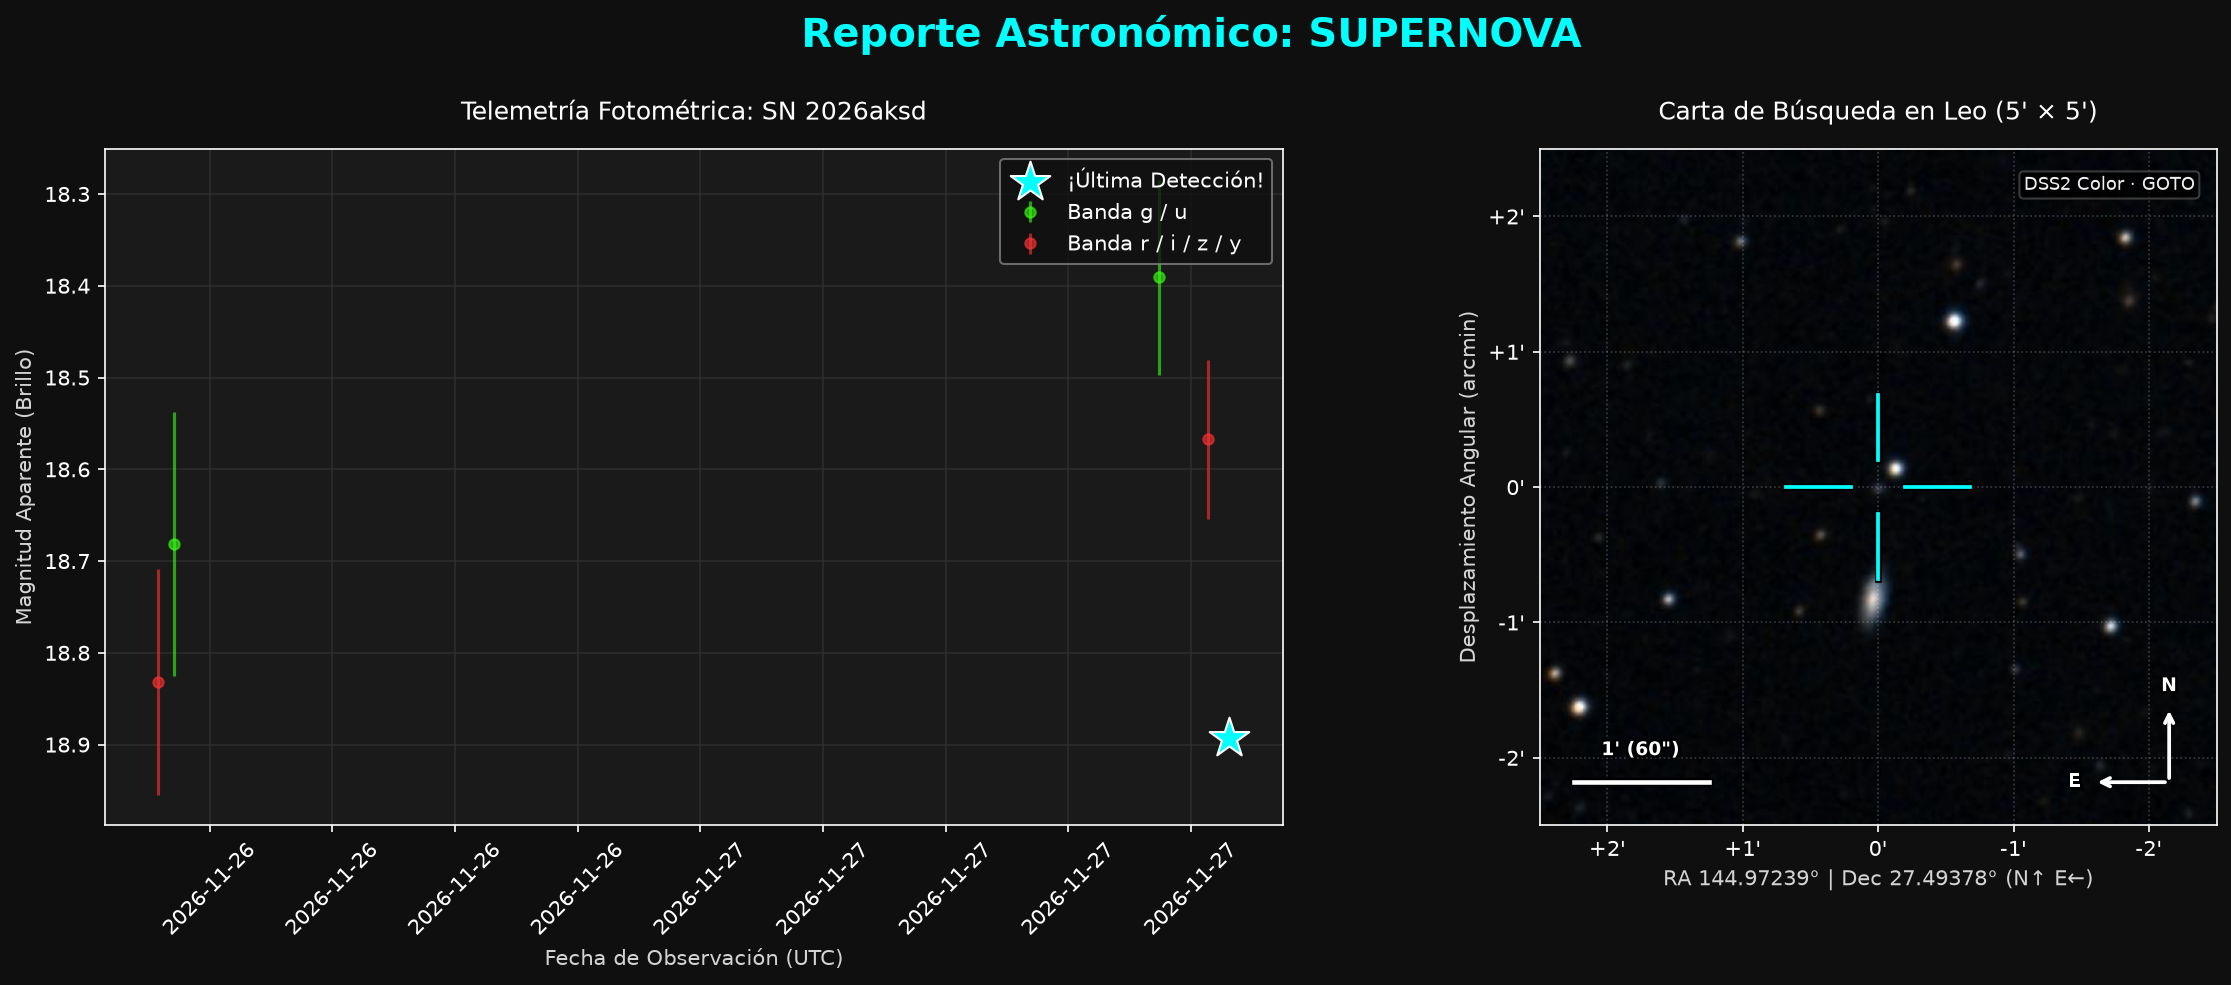 Reporte Astronómico: SUPERNOVA
Telemetría Fotométrica: SN 2026aksd
¡Última Detección!
Banda g / u
Banda r / i / z / y
Magnitud Aparente (Brillo)
18.3
18.4
18.5
18.6
18.7
18.8
18.9
2026-11-26
2026-11-26
2026-11-26
2026-11-26
2026-11-27
2026-11-27
2026-11-27
2026-11-27
2026-11-27
Fecha de Observación (UTC)
Carta de Búsqueda en Leo (5' × 5')
DSS2 Color · GOTO
Desplazamiento Angular (arcmin)
+2'
+1'
0'
-1'
-2'
N
E
1' (60")
+2'
+1'
0'
-1'
-2'
RA 144.97239° | Dec 27.49378° (N↑ E←)